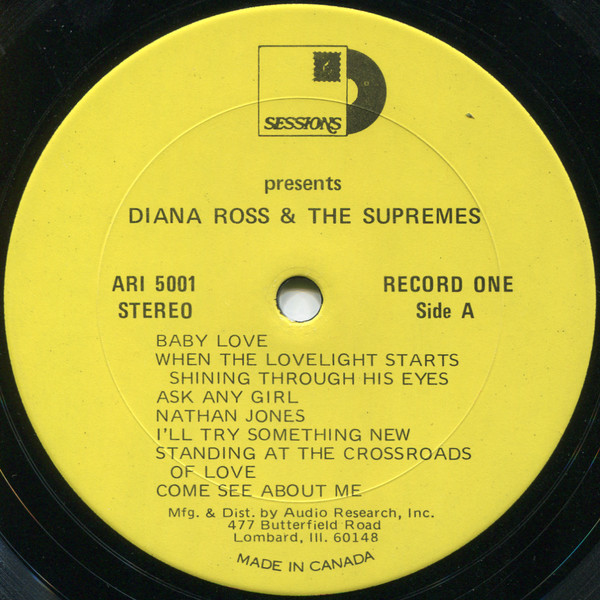 SESSIONS
presents
DIANA ROSS & THE SUPREMES
ARI 5001
STEREO
RECORD ONE
Side A
BABY LOVE
WHEN THE LOVELIGHT STARTS
SHINING THROUGH HIS EYES
ASK ANY GIRL
NATHAN JONES
I'LL TRY SOMETHING NEW
STANDING AT THE CROSSROADS
OF LOVE
COME SEE ABOUT ME
Mfg. & Dist. by Audio Research, Inc.
477 Butterfield Road
Lombard, Ill. 60148
MADE IN CANADA